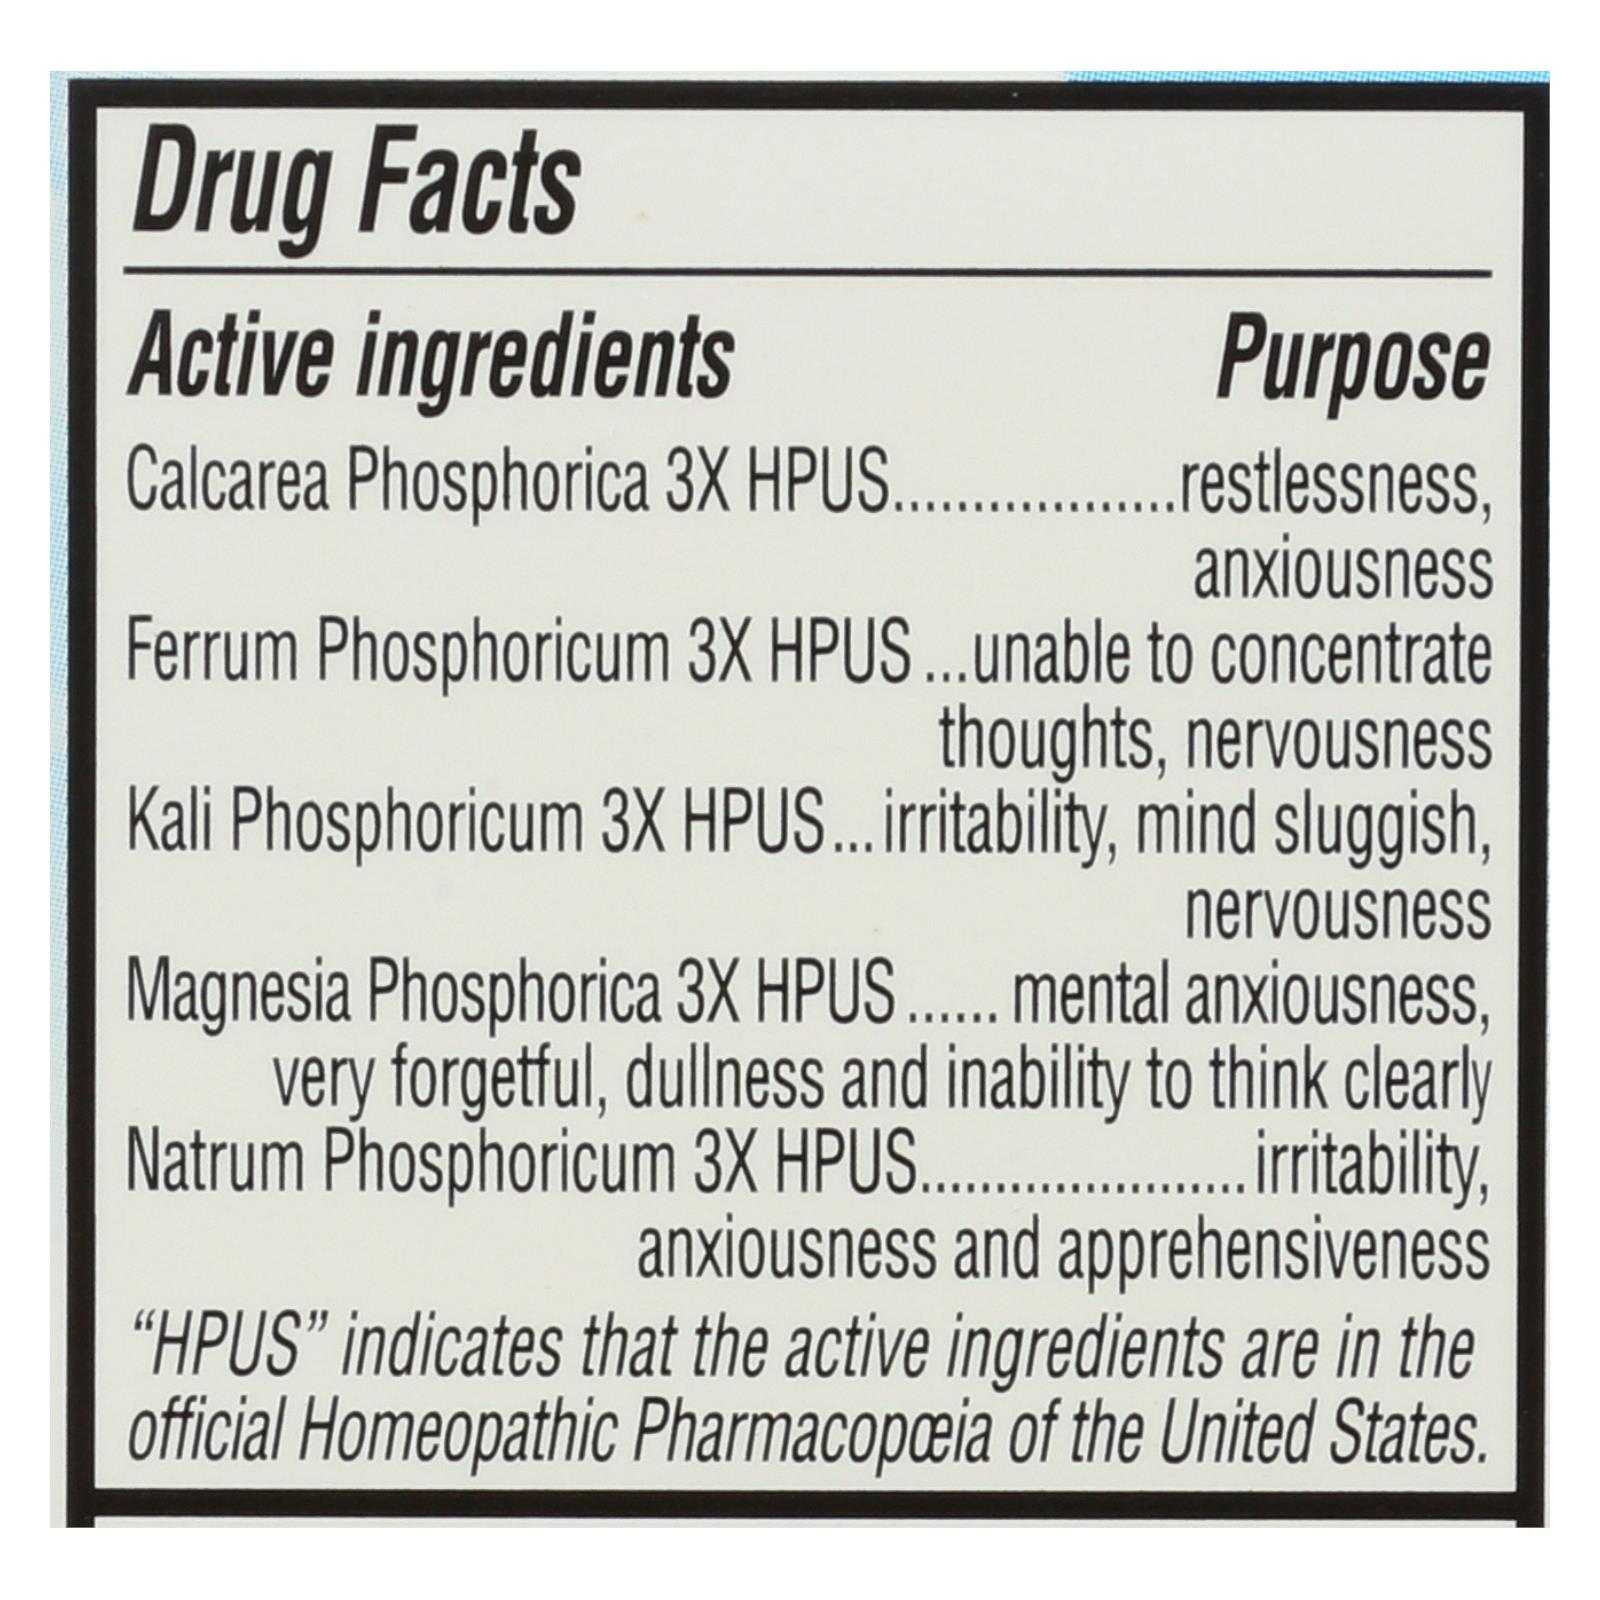 Drug Facts
Active ingredients Purpose
Calcarea Phosphorica 3X HPUS..................restlessness,
anxiousness
Ferrum Phosphoricum 3X HPUS ...unable to concentrate
thoughts, nervousness
Kali Phosphoricum 3X HPUS...irritability, mind sluggish,
nervousness
Magnesia Phosphorica 3X HPUS ...... mental anxiousness,
very forgetful, dullness and inability to think clearly
Natrum Phosphoricum 3X HPUS......................irritability,
anxiousness and apprehensiveness
“HPUS” indicates that the active ingredients are in the
official Homeopathic Pharmacopœia of the United States.